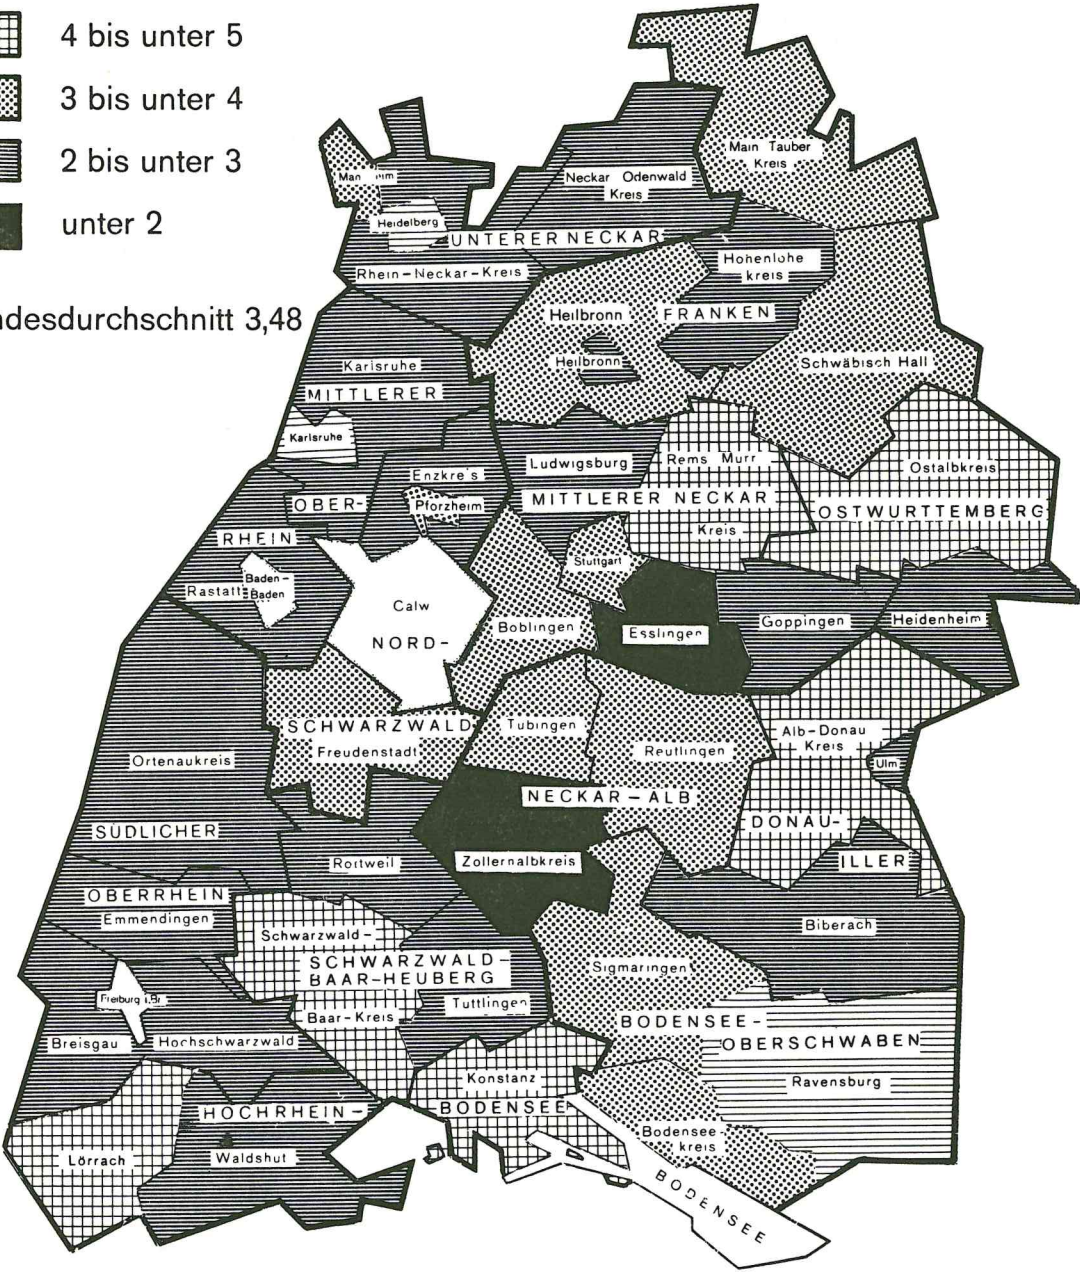 4 bis unter 5
3 bis unter 4
2 bis unter 3
unter 2
ndesdurchschnitt 3,48
Main Tauber
Kreis
Neckar Odenwald
Kreis
Heidelberg
UNTERER NECKAR
Rhein-Neckar-Kreis
Hohenlohe
kreis
Heilbronn
FRANKEN
Heilbronn
Schwäbisch Hall
Karlsruhe
MITTLERER
Karlsruhe
Ludwigsburg
Rems Murr
Ostalbkreis
Enzkreis
Pforzheim
MITTLERER NECKAR
Kreis
OSTWURTTEMBERG
OBER-
RHEIN
Stuttgart
Baden-
Baden
Rastatt
Calw
NORD-
Boblingen
Esslingen
Goppingen
Heidenheim
SCHWARZWALD
Freudenstadt
Tubingen
Reutlingen
Alb-Donau
Kreis
Ulm
Ortenaukreis
NECKAR-ALB
DONAU-
ILLER
SÜDLICHER
OBERRHEIN
Rottweil
Zollernalbkreis
Emmendingen
Biberach
Schwarzwald-
SCHWARZWALD-
BAAR-HEUBERG
Baar-Kreis
Tuttlingen
Sigmaringen
Freiburg i.Br.
Breisgau
Hochschwarzwald
BODENSEE-
OBERSCHWABEN
Ravensburg
Konstanz
HOCHRHEIN-
BODENSEE
Bodensee
kreis
Lörrach
Waldshut
BODENSEE